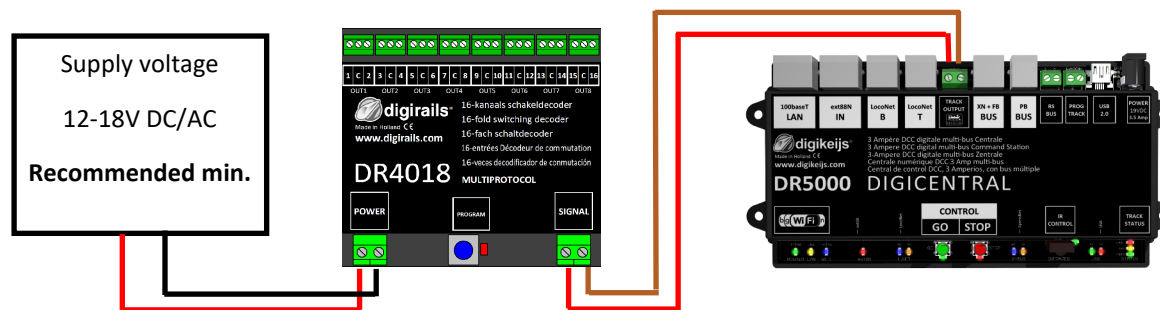 Supply voltage
12-18V DC/AC
Recommended min.
1 C 2 3 C 4 5 C 6 7 C 8 9 C 10 11 C 12 13 C 14 15 C 16
OUT1 OUT2 OUT3 OUT4 OUT5 OUT6 OUT7 OUT8
digirails
Made in Holland CE
www.digirails.com
16-kanaals schakeldecoder
16-fold switching decoder
16-fach schaltdecoder
16-entrées Décodeur de commutation
16-veces decodificador de conmutación
DR4018 MULTIPROTOCOL
POWER
PROGRAM
SIGNAL
100baseT
LAN
ext88N
IN
LocoNet
B
LocoNet
T
TRACK
OUTPUT
XN + FB
BUS
PB
BUS
RS
BUS
PROG
TRACK
USB
2.0
POWER
19VDC
3.5 Amp
digikeijs
Made in Holland CE
www.digikeijs.com
3 Ampère DCC digitale multi-bus Centrale
3 Ampère DCC digital multi-bus Command Station
3-Ampere DCC digitale multi-bus Zentrale
Centrale numérique DCC 3 Amp multi-bus
Central de control DCC, 3 Amperios, con bus múltiple
DR5000 DIGICENTRAL
bg WiFi n
CONTROL
GO STOP
IR
CONTROL
TRACK
STATUS